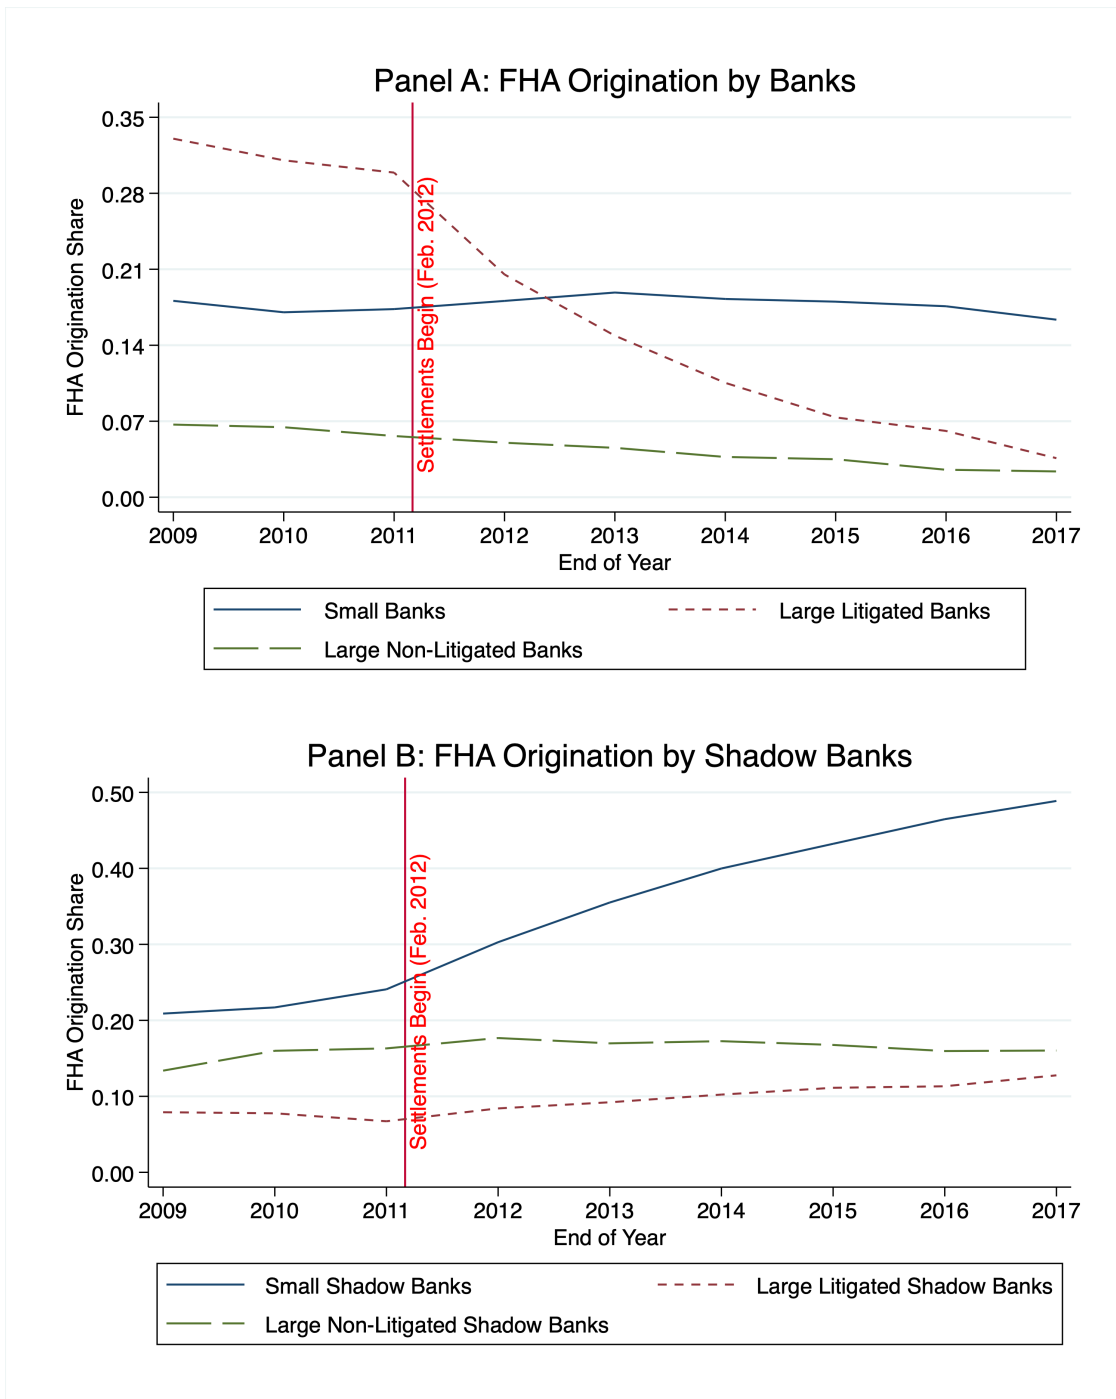 Panel A: FHA Origination by Banks
0.35
0.28
0.21
0.14
0.07
0.00
FHA Origination Share
Settlements Begin (Feb. 2012)
2009 2010 2011 2012 2013 2014 2015 2016 2017
End of Year
Small Banks
Large Litigated Banks
Large Non-Litigated Banks
Panel B: FHA Origination by Shadow Banks
0.50
0.40
0.30
0.20
0.10
0.00
FHA Origination Share
Settlements Begin (Feb. 2012)
2009 2010 2011 2012 2013 2014 2015 2016 2017
End of Year
Small Shadow Banks
Large Litigated Shadow Banks
Large Non-Litigated Shadow Banks